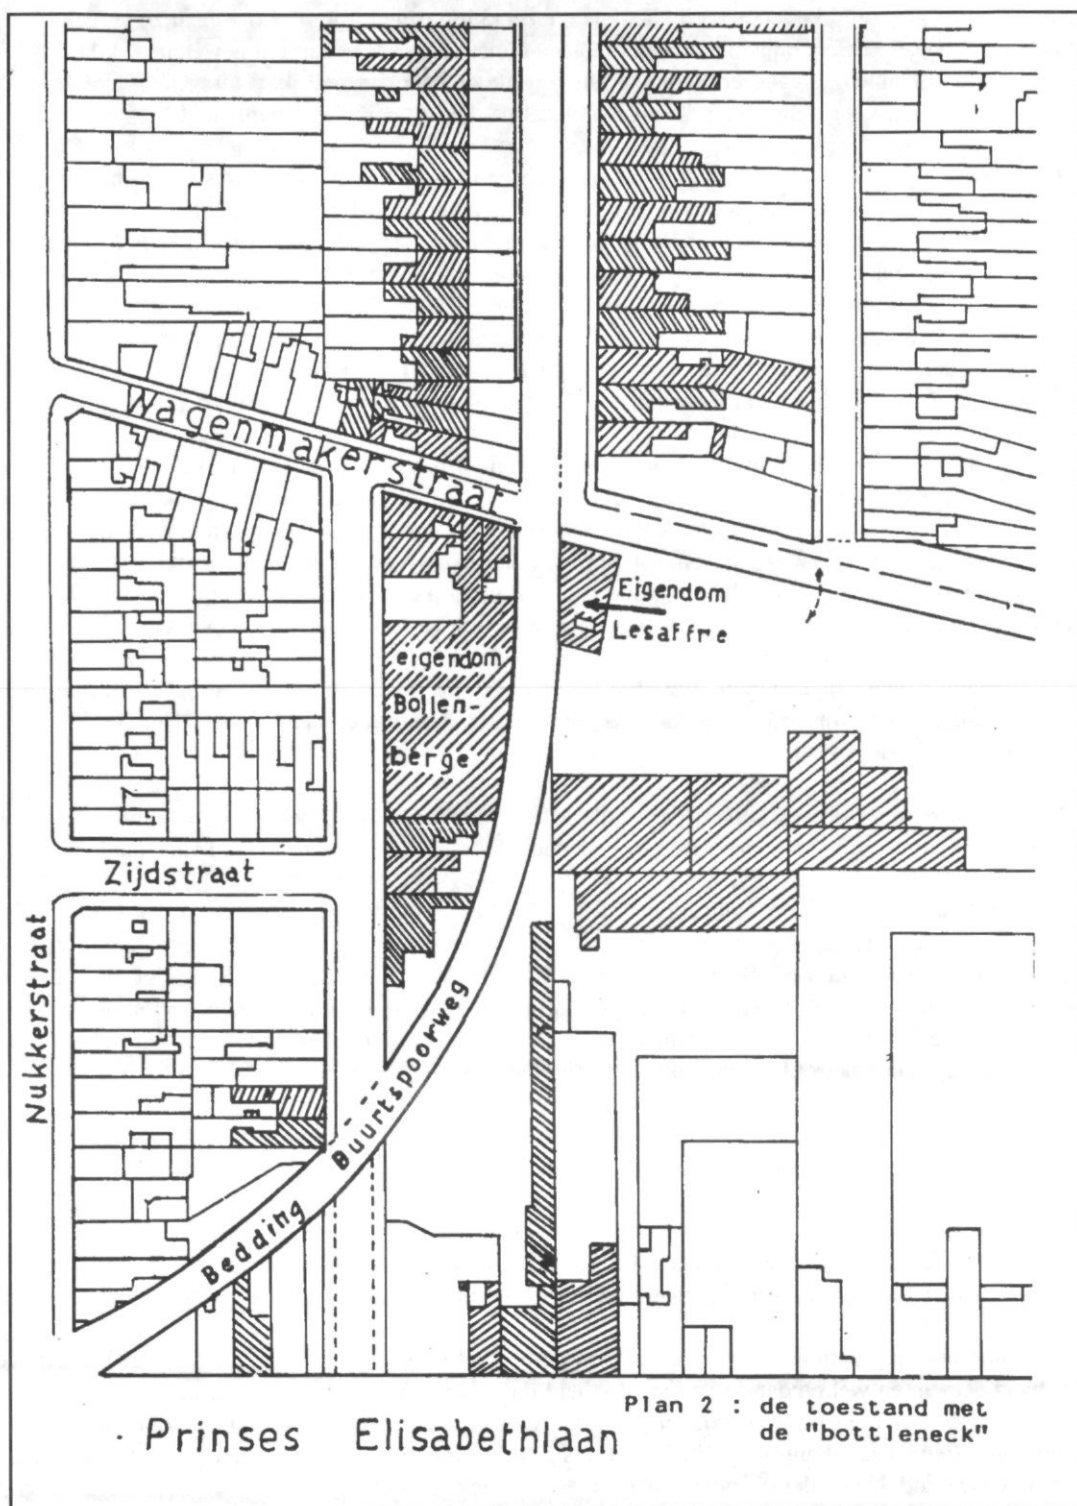 Wagenmakerstraat
Eigendom
Lesaffre
eigendom
Bollen-
berge
Zijdstraat
Nukkerstraat
Bedding Buurtspoorweg
Plan 2 : de toestand met
de "bottleneck"
Prinses Elisabethlaan